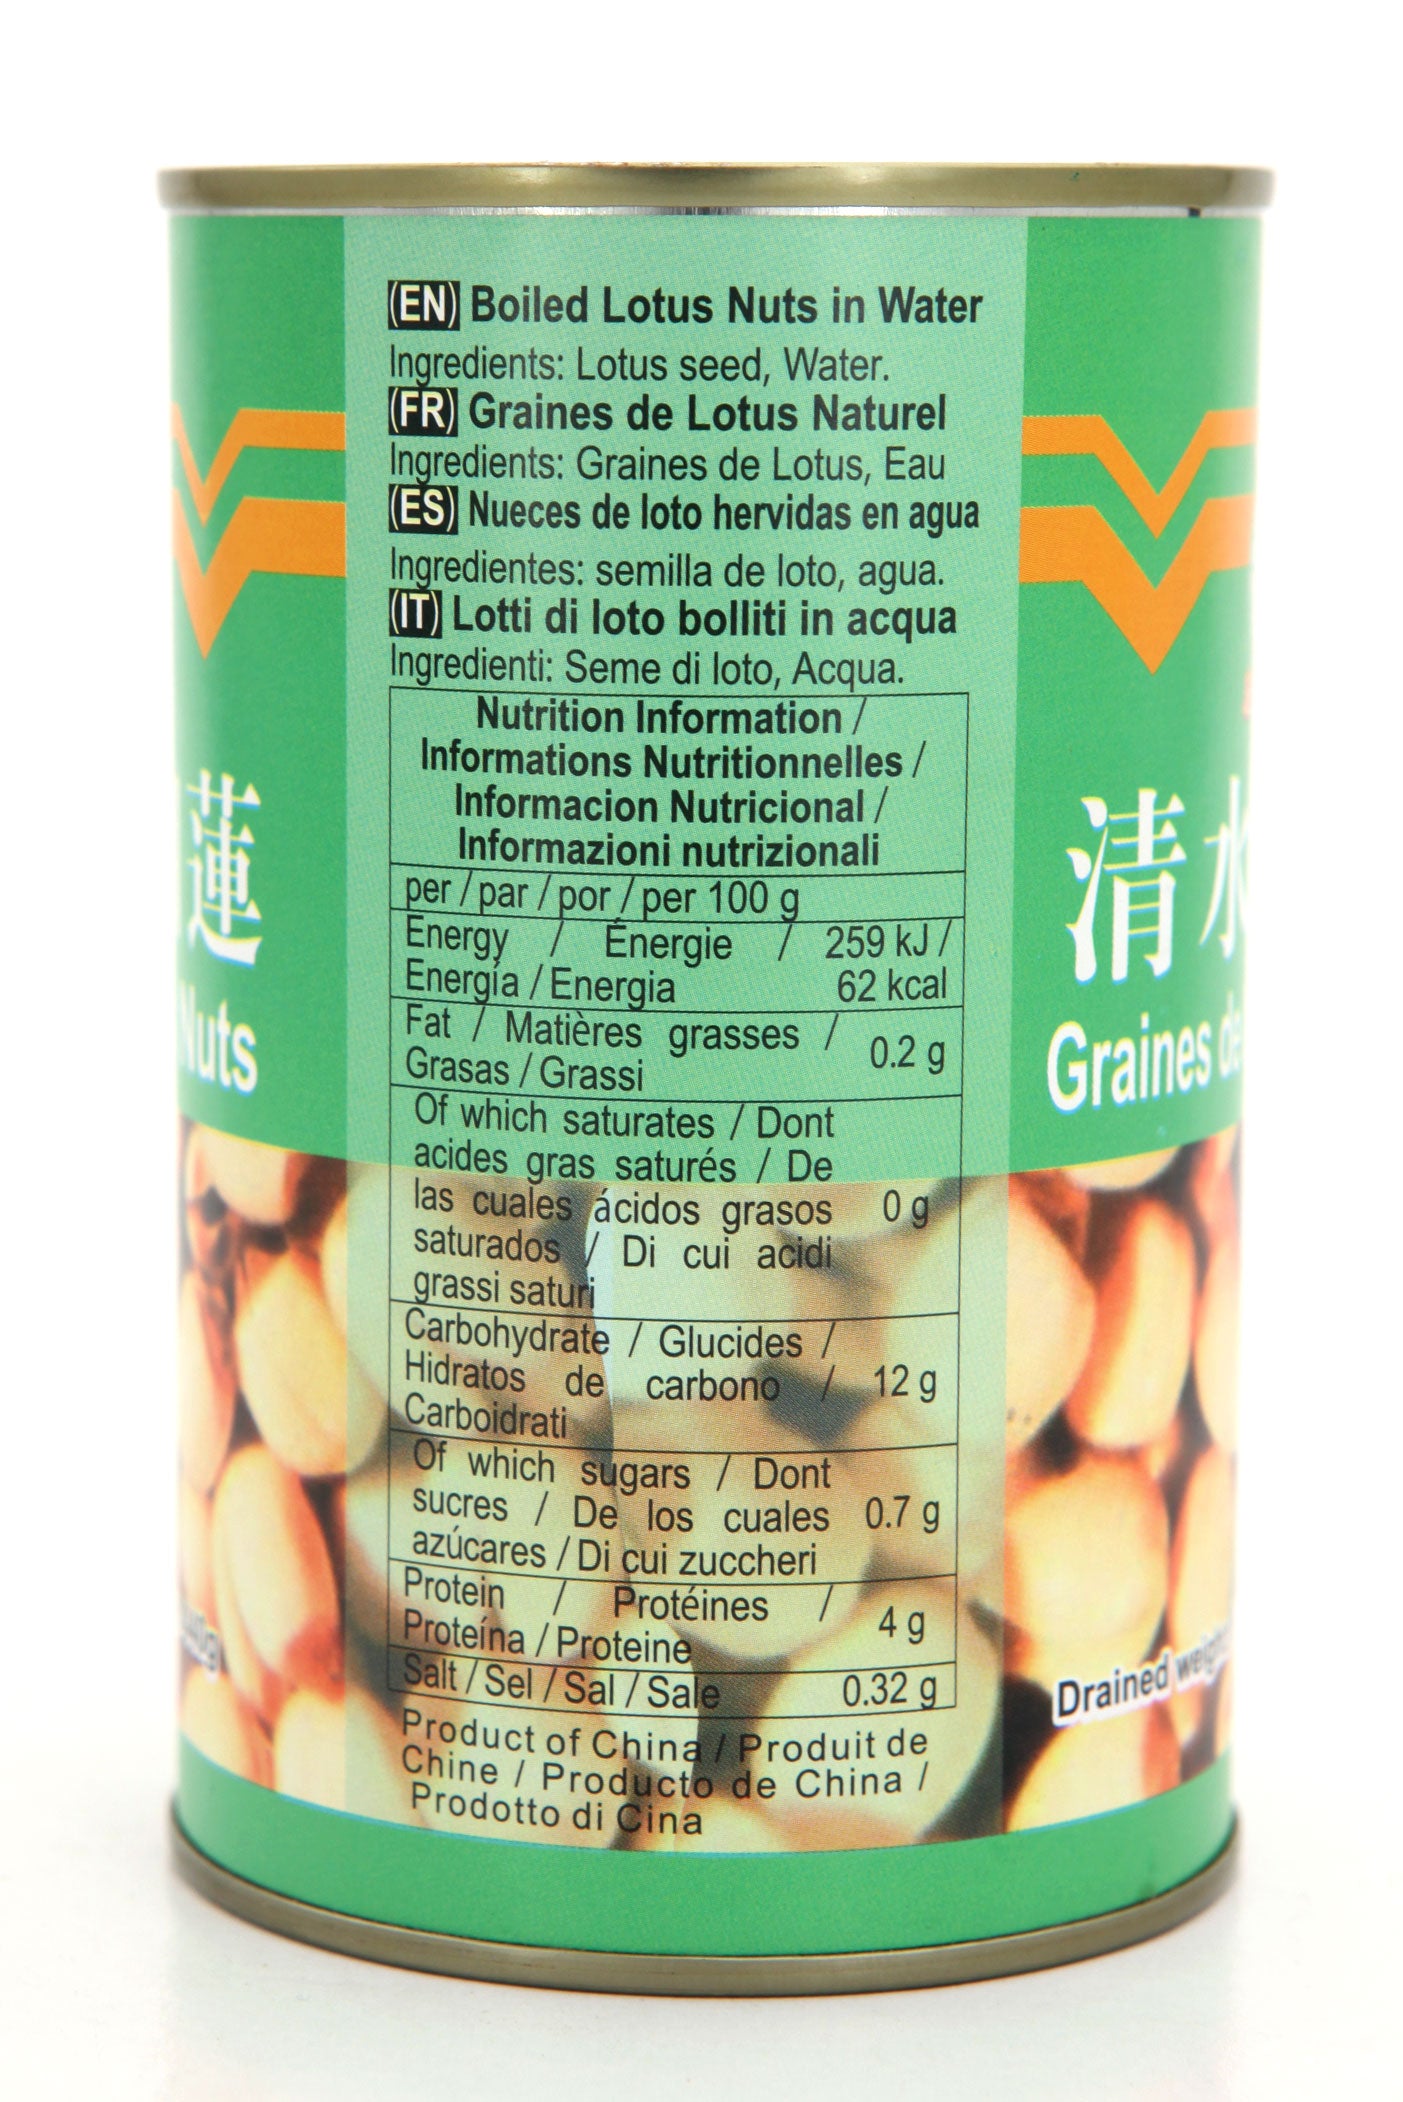 (EN) Boiled Lotus Nuts in Water
Ingredients: Lotus seed, Water.
(FR) Graines de Lotus Naturel
Ingredients: Graines de Lotus, Eau
(ES) Nueces de loto hervidas en agua
Ingredientes: semilla de loto, agua.
(IT) Lotti di loto bolliti in acqua
Ingredienti: Seme di loto, Acqua.
Nutrition Information /
Informations Nutritionnelles /
Informacion Nutricional /
Informazioni nutrizionali
per / par / por / per 100 g
Energy / Énergie / 259 kJ /
Energía / Energia 62 kcal
Fat / Matières grasses /
Grasas / Grassi 0.2 g
Of which saturates / Dont
acides gras saturés / De
las cuales ácidos grasos 0 g
saturados / Di cui acidi
grassi saturi
Carbohydrate / Glucides /
Hidratos de carbono / 12 g
Carboidrati
Of which sugars / Dont
sucres / De los cuales 0.7 g
azúcares / Di cui zuccheri
Protein / Protéines / 4 g
Proteína / Proteine
Salt / Sel / Sal / Sale 0.32 g
Product of China / Produit de
Chine / Producto de China /
Prodotto di Cina
蓮
Nuts
清水
Graines de
Drained weight